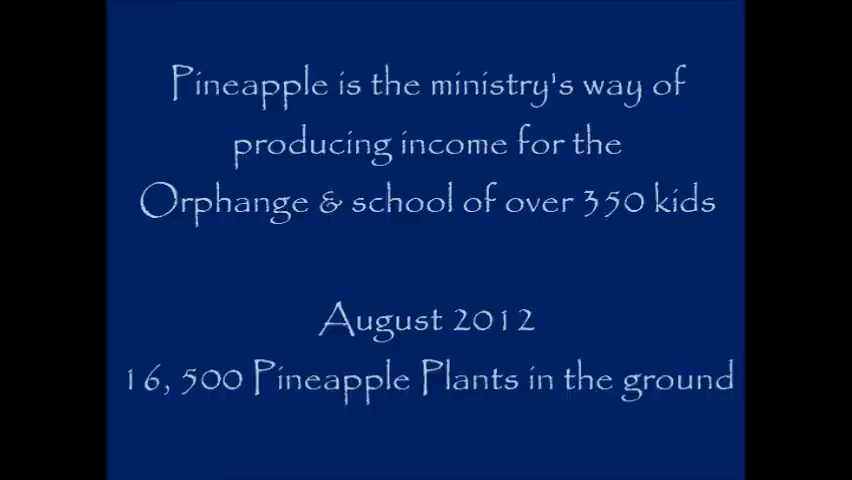 Pineapple is the ministry's way of
producing income for the
Orphange & school of over 350 kids
August 2012
16, 500 Pineapple Plants in the ground